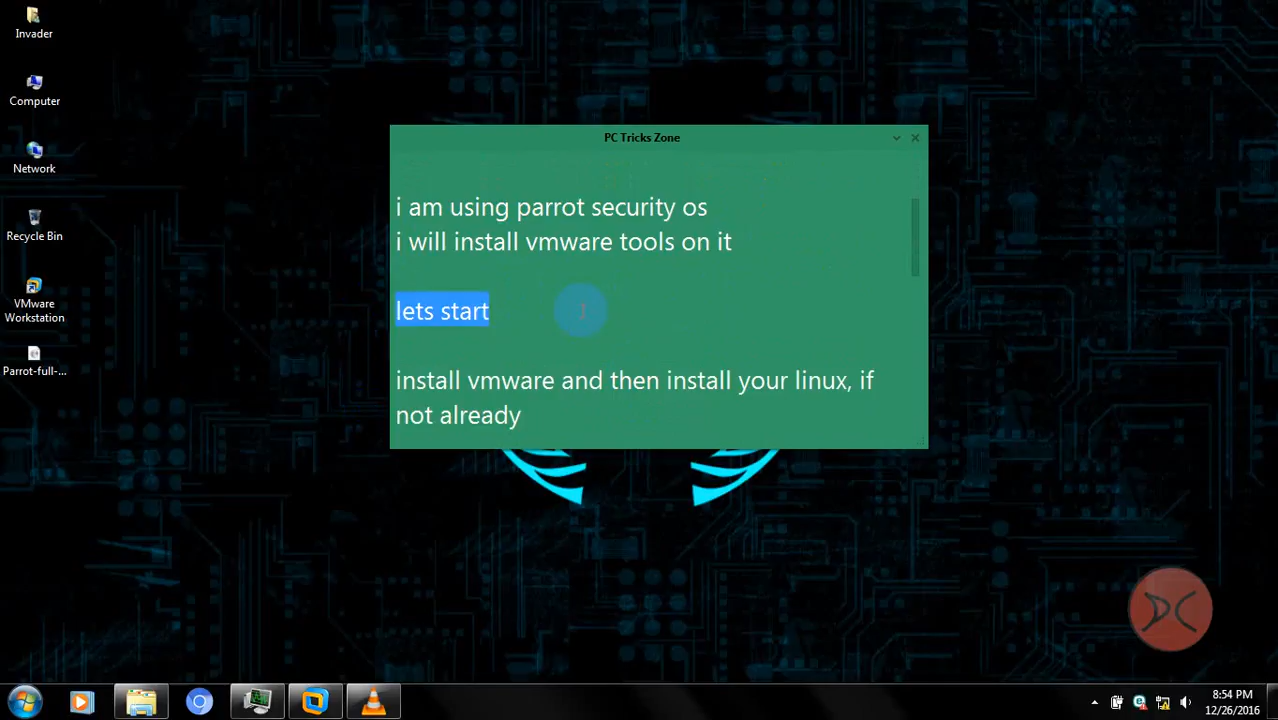 Invader
Computer
Network
Recycle Bin
VMware
Workstation
Parrot-full-...
PC Tricks Zone
i am using parrot security os
i will install vmware tools on it
lets start
install vmware and then install your linux, if
not already
8:54 PM
12/26/2016